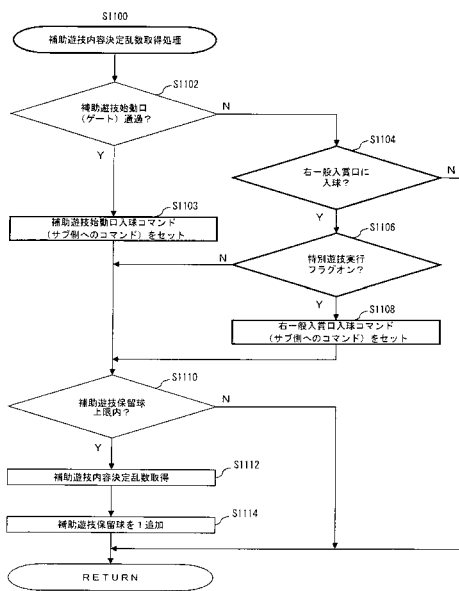 S1100
補助遊技内容決定乱数取得処理
S1102
補助遊技始動口
(ゲート)通過?
N
Y
S1104
右一般入賞口に
入球?
N
Y
S1103
補助遊技始動口入球コマンド
(サブ側へのコマンド)をセット
S1106
特別遊技実行
フラグオン?
N
Y
S1108
右一般入賞口入球コマンド
(サブ側へのコマンド)をセット
S1110
補助遊技保留球
上限内?
N
Y
S1112
補助遊技内容決定乱数取得
S1114
補助遊技保留球を1追加
RETURN